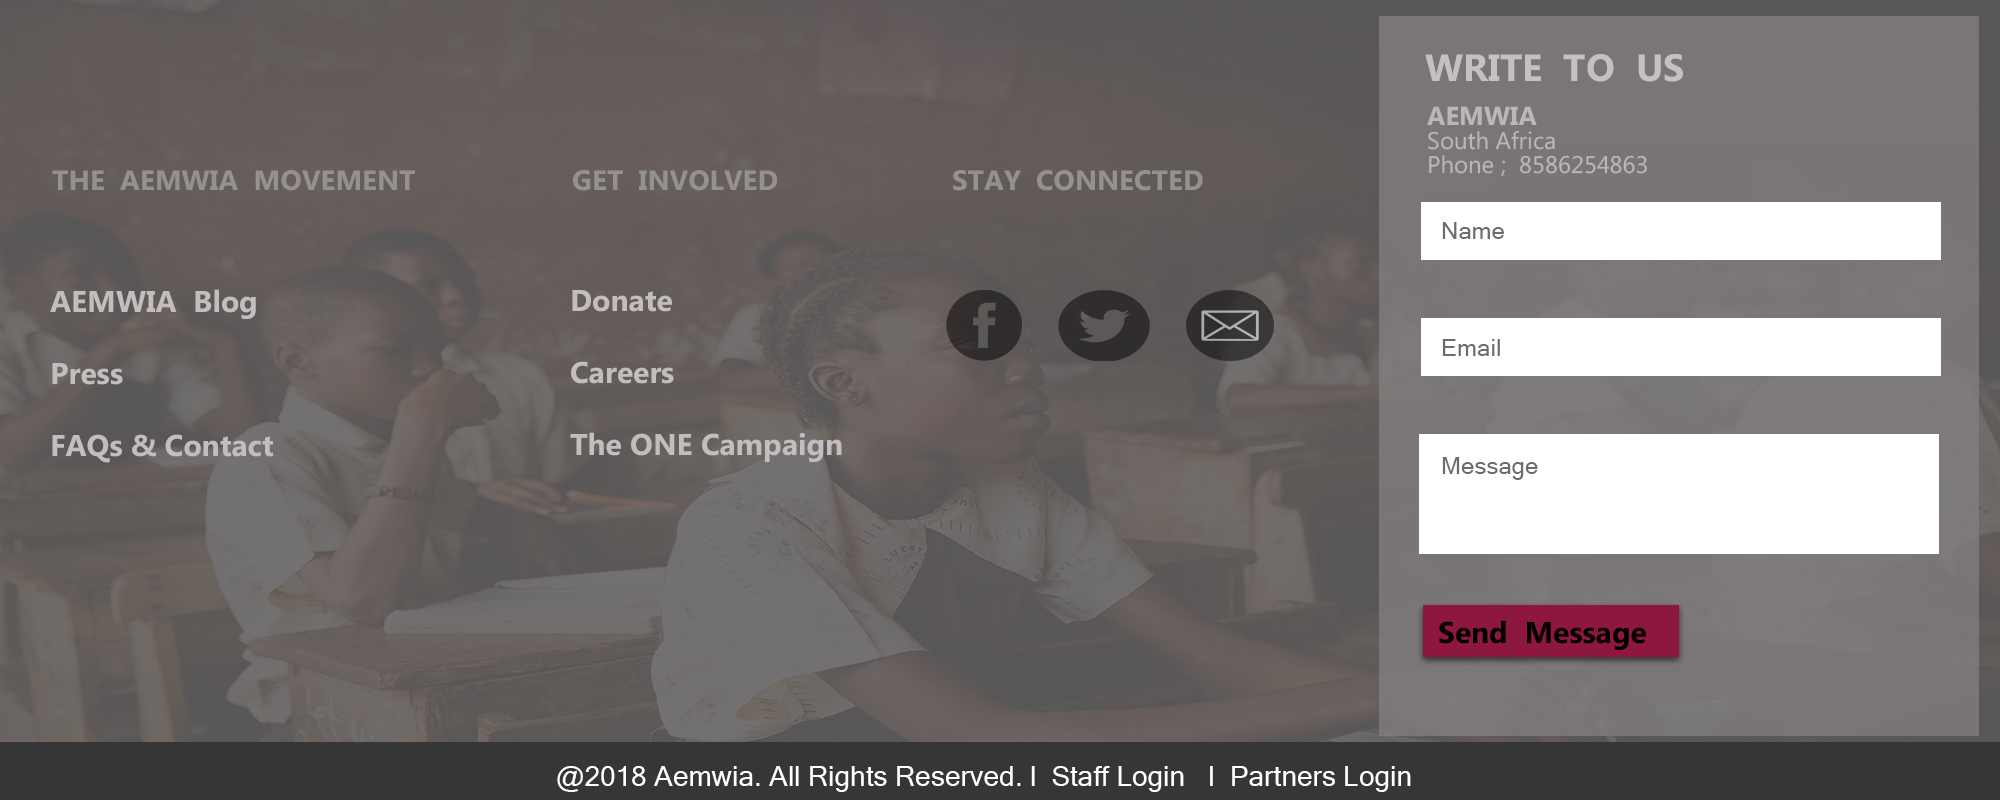 THE AEMWIA MOVEMENT
AEMWIA Blog
Press
FAQs & Contact
GET INVOLVED
Donate
Careers
The ONE Campaign
STAY CONNECTED
WRITE TO US
AEMWIA
South Africa
Phone ; 8586254863
Name
Email
Message
Send Message
@2018 Aemwia. All Rights Reserved. l Staff Login l Partners Login